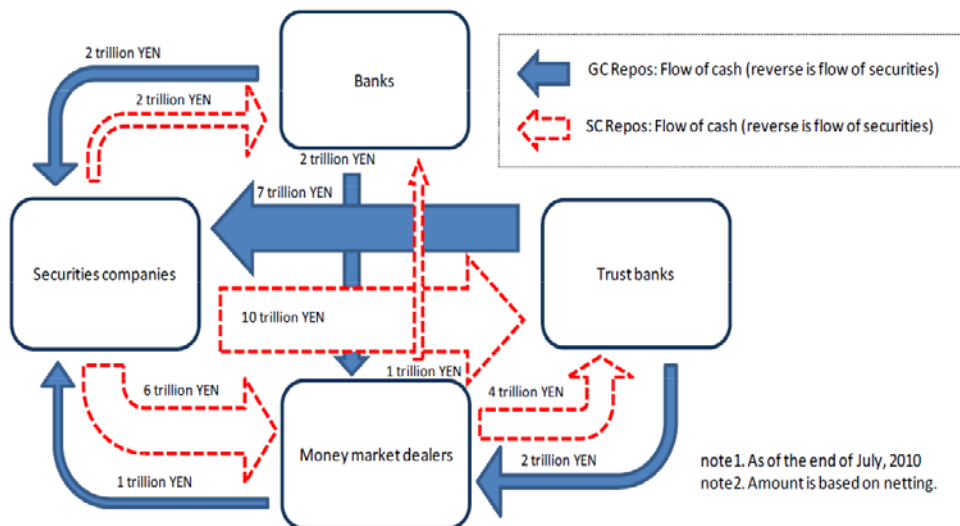 2 trillion YEN
Banks
GC Repos: Flow of cash (reverse is flow of securities)
2 trillion YEN
SC Repos: Flow of cash (reverse is flow of securities)
2 trillion YEN
7 trillion YEN
Securities companies
Trust banks
10 trillion YEN
1 trillion YEN
6 trillion YEN
4 trillion YEN
Money market dealers
2 trillion YEN
1 trillion YEN
note1. As of the end of July, 2010
note2. Amount is based on netting.